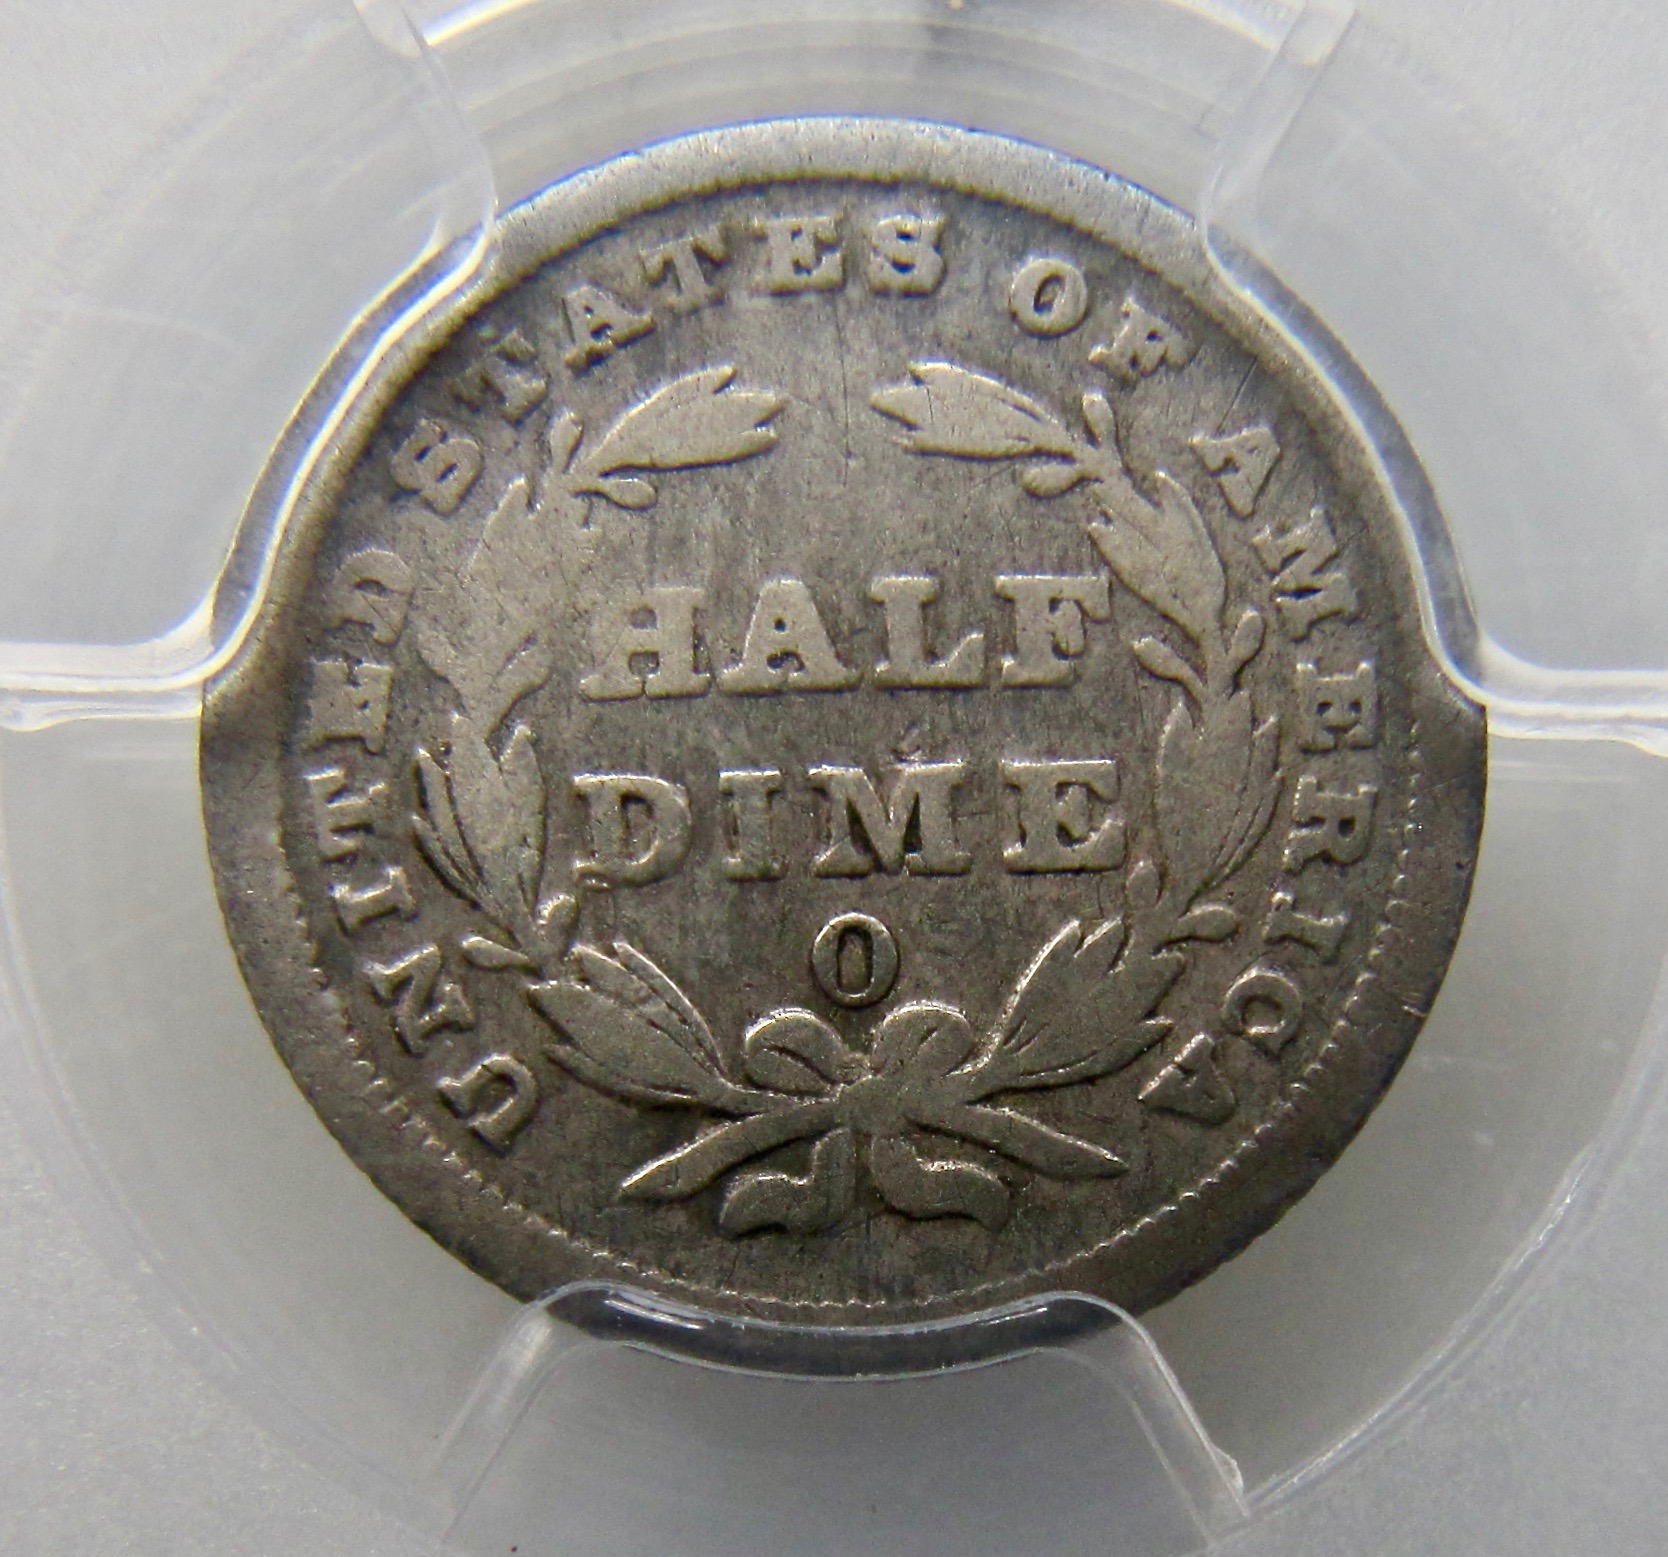 UNITED STATES OF AMERICA
HALF
DIME
O